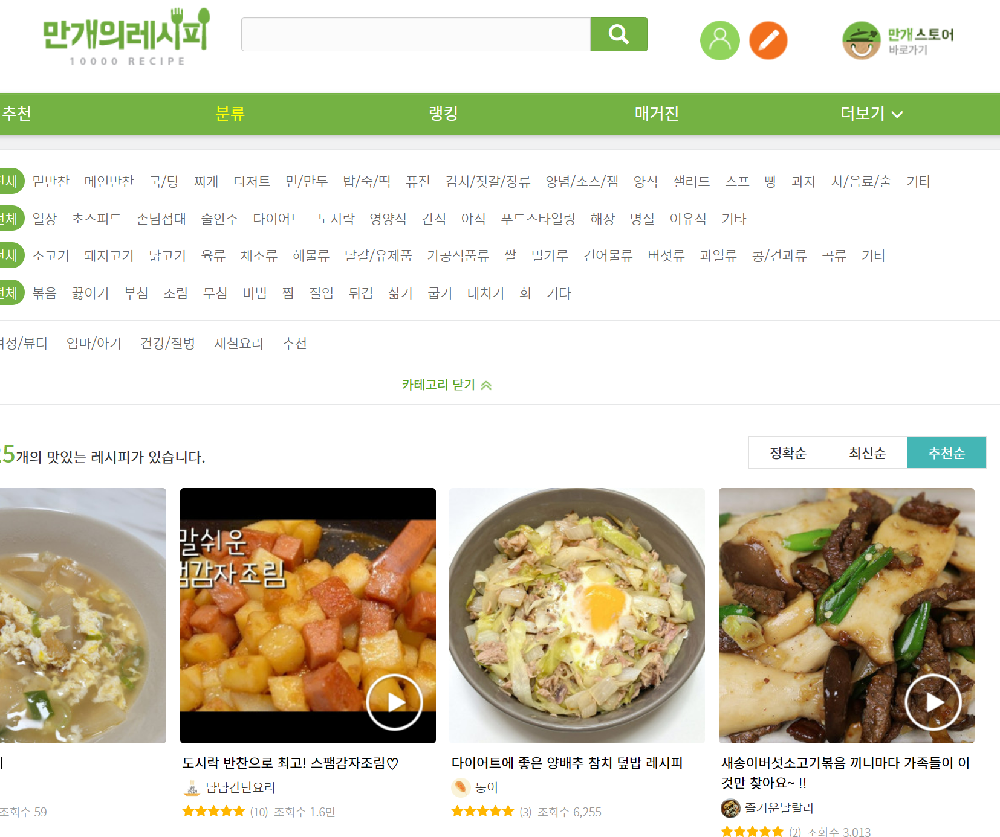 만개의레시피
10000 RECIPE
만개스토어
바로가기
추천 분류 랭킹 매거진 더보기
전체 밑반찬 메인반찬 국/탕 찌개 디저트 면/만두 밥/죽/떡 퓨전 김치/젓갈/장류 양념/소스/잼 양식 샐러드 스프 빵 과자 차/음료/술 기타
전체 일상 초스피드 손님접대 술안주 다이어트 도시락 영양식 간식 야식 푸드스타일링 해장 명절 이유식 기타
전체 소고기 돼지고기 닭고기 육류 채소류 해물류 달걀/유제품 가공식품류 쌀 밀가루 건어물류 버섯류 과일류 콩/견과류 곡류 기타
전체 볶음 끓이기 부침 조림 무침 비빔 찜 절임 튀김 삶기 굽기 데치기 회 기타
여성/뷰티 엄마/아기 건강/질병 제철요리 추천
카테고리 닫기
5개의 맛있는 레시피가 있습니다.
정확순 최신순 추천순
말쉬운
팸감자조림
도시락 반찬으로 최고! 스팸감자조림♡
냠냠간단요리
(10) 조회수 1.6만
다이어트에 좋은 양배추 참치 덮밥 레시피
동이
(3) 조회수 6,255
새송이버섯소고기볶음 끼니마다 가족들이 이
것만 찾아요~ !!
즐거운날랄라
(2) 조회수 3,013
조회수 59